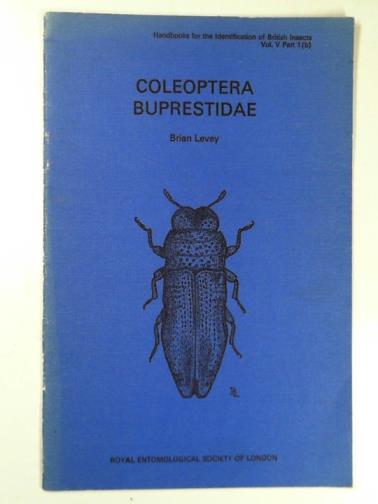 Handbooks for the Identification of British Insects
Vol. V Part 1(b)
COLEOPTERA
BUPRESTIDAE
Brian Levey
ROYAL ENTOMOLOGICAL SOCIETY OF LONDON